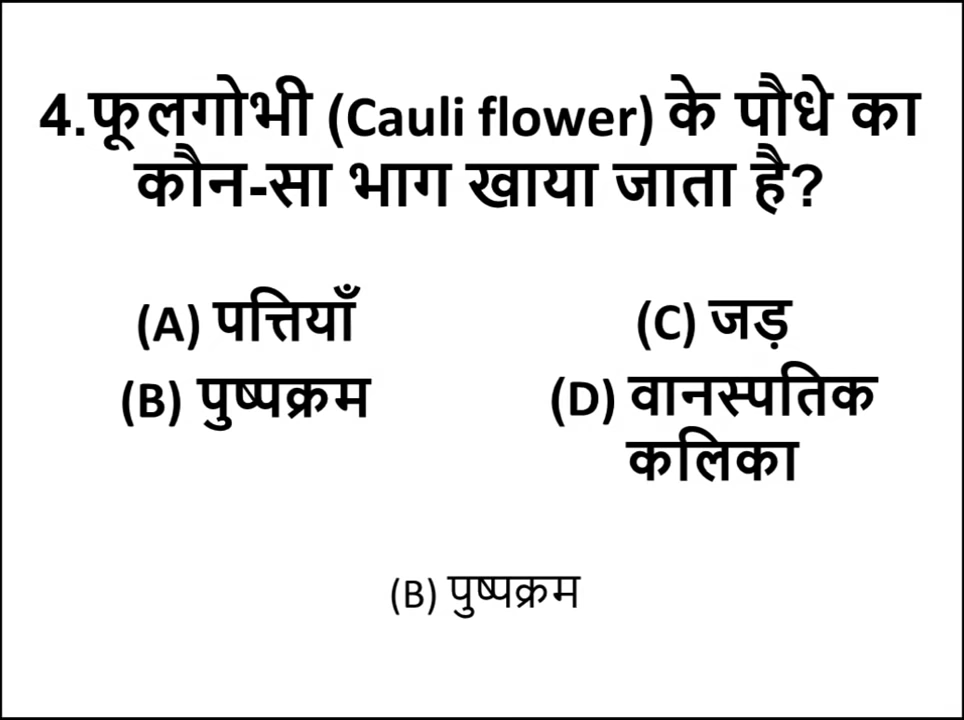 4.फूलगोभी (Cauli flower) के पौधे का
कौन-सा भाग खाया जाता है?
(A) पत्तियाँ
(B) पुष्पक्रम
(C) जड़
(D) वानस्पतिक
कलिका
(B) पुष्पक्रम